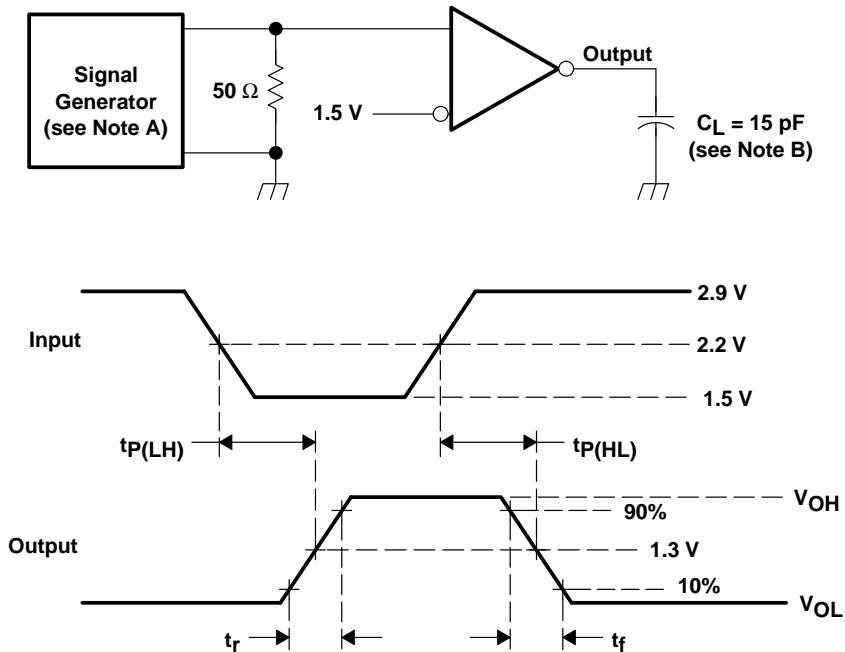 Signal
Generator
(see Note A)
50 Ω
1.5 V
Output
CL = 15 pF
(see Note B)
Input
2.9 V
2.2 V
1.5 V
tP(LH)
tP(HL)
Output
VOH
90%
1.3 V
10%
VOL
tr
tf